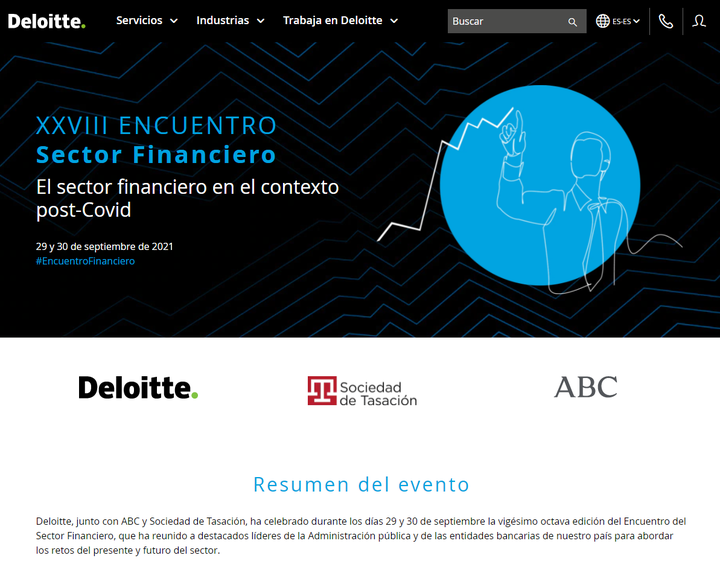 Deloitte.
Servicios
Industrias
Trabaja en Deloitte
Buscar
ES-ES
XXVIII ENCUENTRO
Sector Financiero
El sector financiero en el contexto
post-Covid
29 y 30 de septiembre de 2021
#EncuentroFinanciero
Deloitte.
Sociedad
de Tasación
ABC
Resumen del evento
Deloitte, junto con ABC y Sociedad de Tasación, ha celebrado durante los días 29 y 30 de septiembre la vigésimo octava edición del Encuentro del
Sector Financiero, que ha reunido a destacados líderes de la Administración pública y de las entidades bancarias de nuestro país para abordar
los retos del presente y futuro del sector.